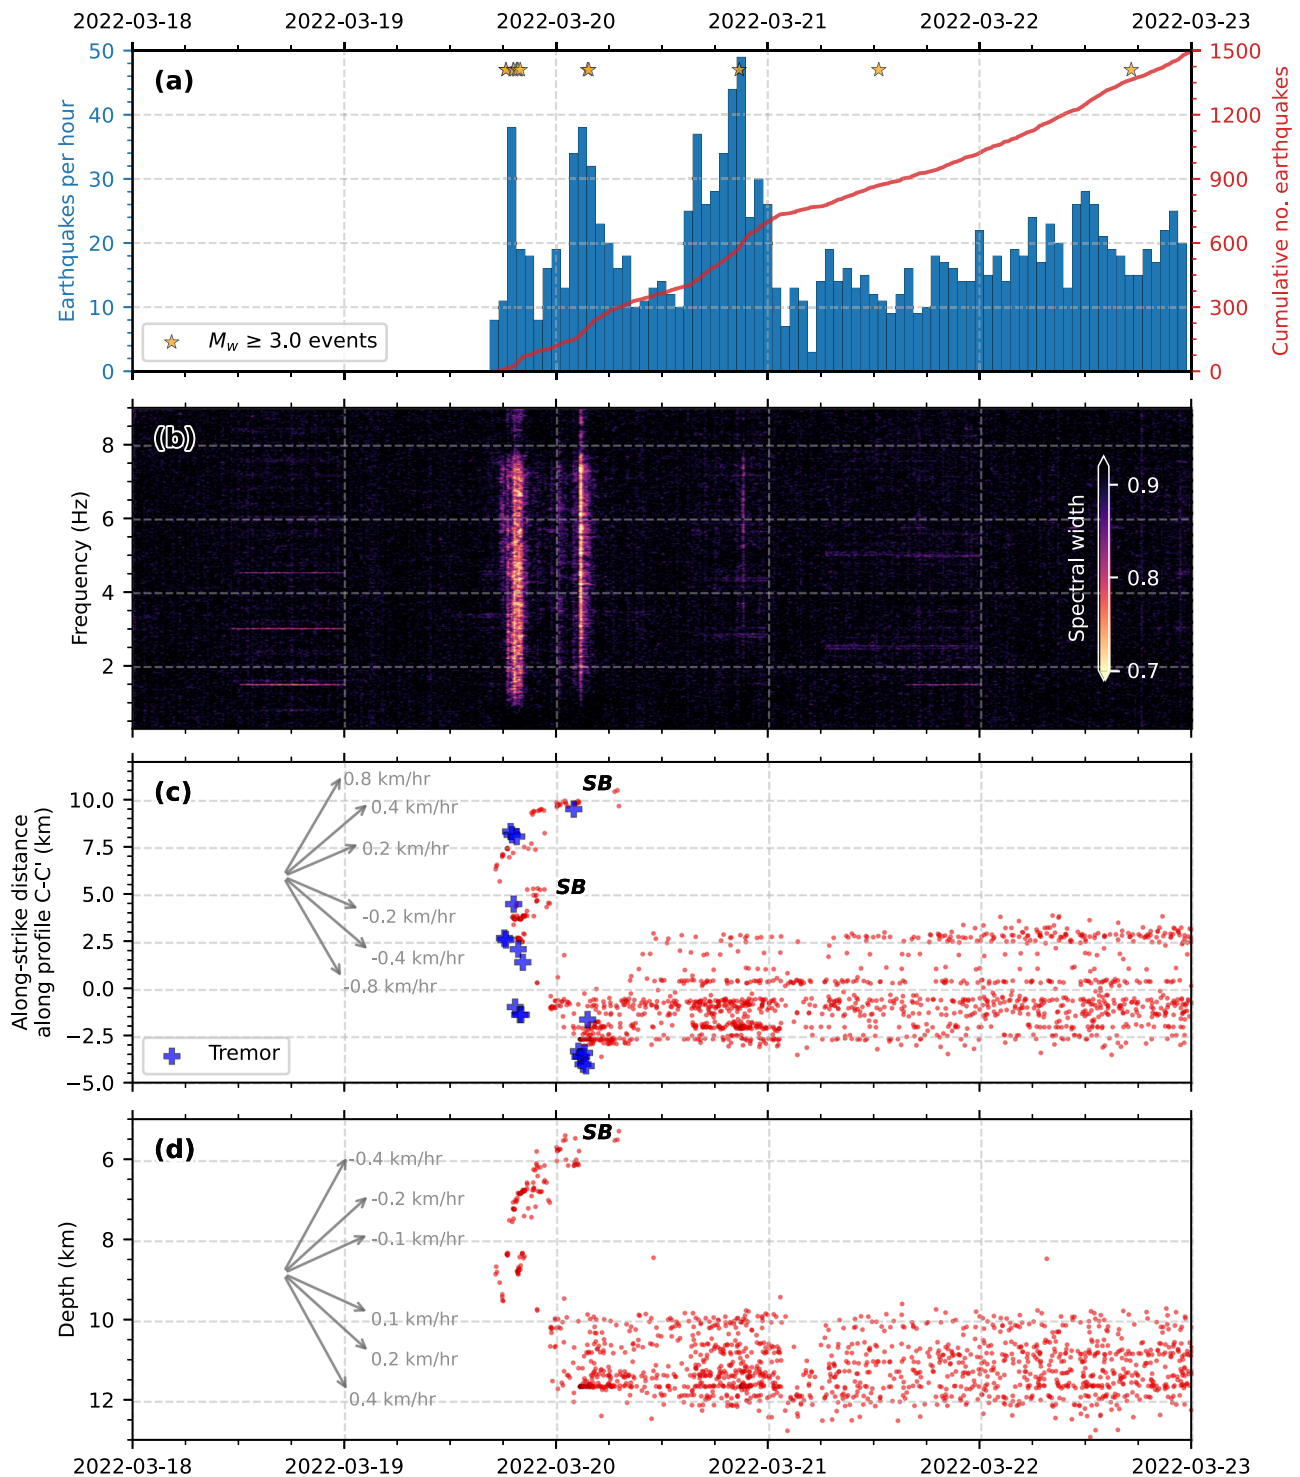 2022-03-18 2022-03-19 2022-03-20 2022-03-21 2022-03-22 2022-03-23
(a)
Earthquakes per hour
50
40
30
20
10
0
1500
1200
900
600
300
0
Cumulative no. earthquakes
M_w ≥ 3.0 events
(b)
Frequency (Hz)
8
6
4
2
Spectral width
0.9
0.8
0.7
(c)
Along-strike distance
along profile C-C' (km)
10.0
7.5
5.0
2.5
0.0
−2.5
−5.0
0.8 km/hr
0.4 km/hr
0.2 km/hr
-0.2 km/hr
-0.4 km/hr
-0.8 km/hr
SB
SB
Tremor
(d)
Depth (km)
6
8
10
12
-0.4 km/hr
-0.2 km/hr
-0.1 km/hr
0.1 km/hr
0.2 km/hr
0.4 km/hr
SB
2022-03-18 2022-03-19 2022-03-20 2022-03-21 2022-03-22 2022-03-23